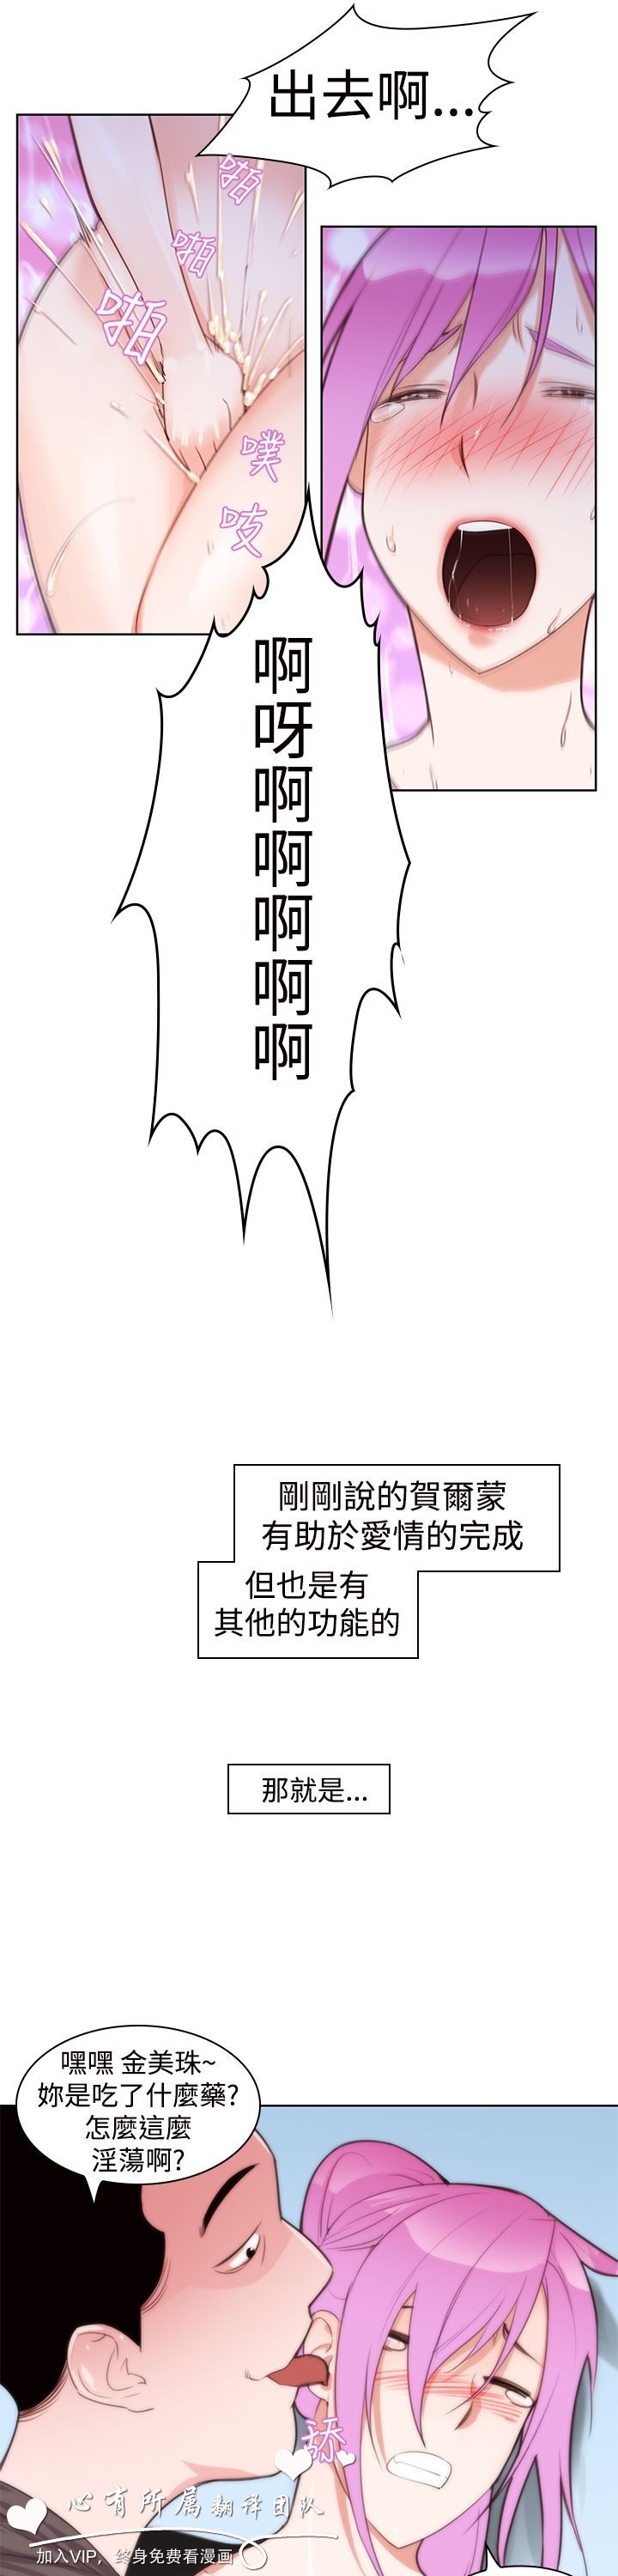 出去啊...
啪
啪
啪
噗
吱
啊呀啊啊啊啊啊
剛剛說的賀爾蒙
有助於愛情的完成
但也是有
其他的功能的
那就是...
嘿嘿 金美珠~
妳是吃了什麼藥?
怎麼這麼
淫蕩啊?
舔
心有所属翻译团队
加入VIP，终身免费看漫画